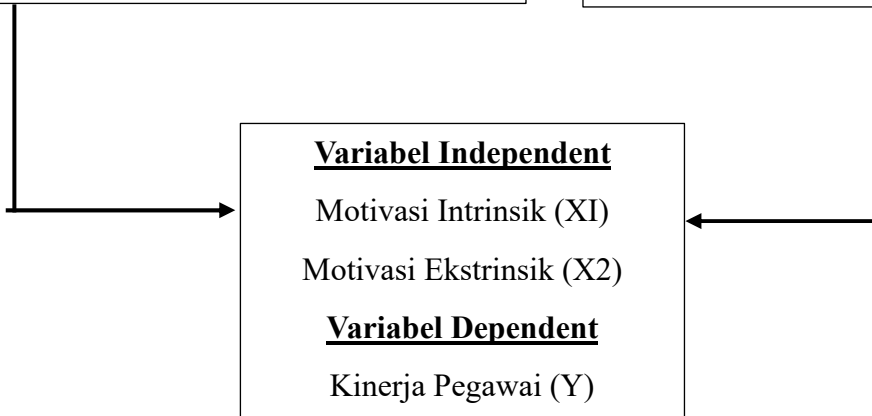 Variabel Independent
Motivasi Intrinsik (XI)
Motivasi Ekstrinsik (X2)
Variabel Dependent
Kinerja Pegawai (Y)